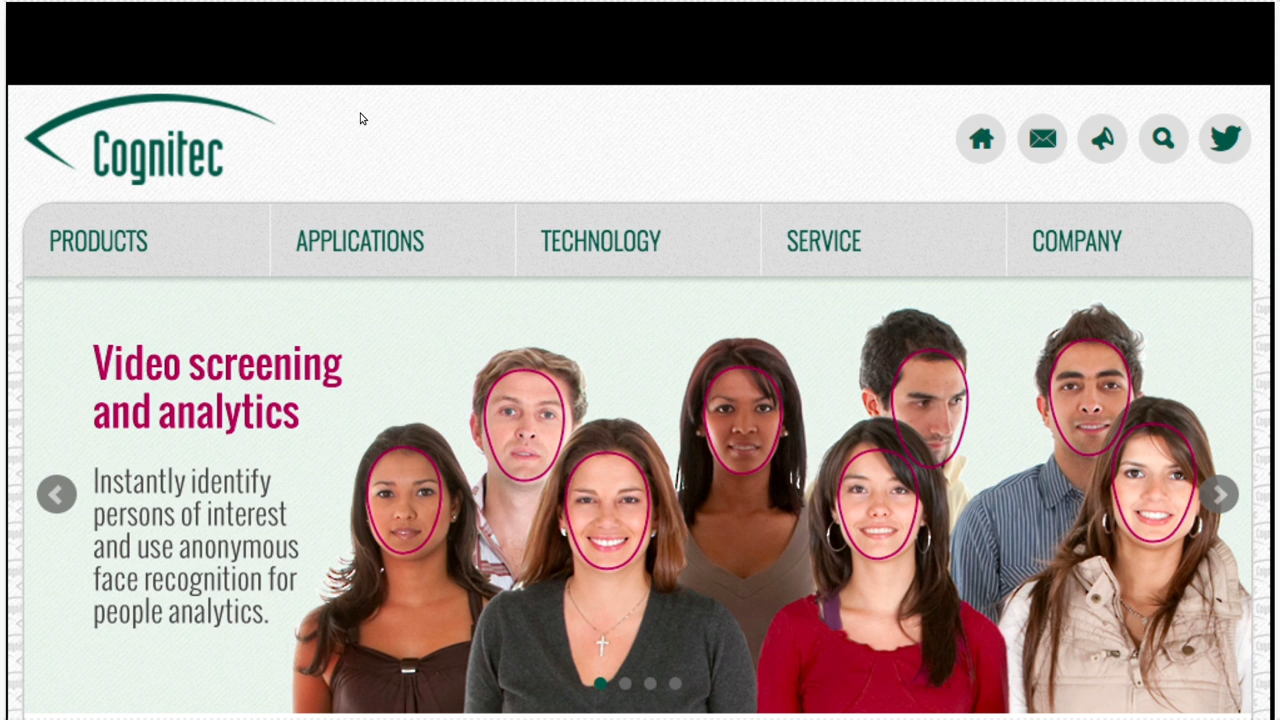 Cognitec
PRODUCTS
APPLICATIONS
TECHNOLOGY
SERVICE
COMPANY
Video screening
and analytics
Instantly identify
persons of interest
and use anonymous
face recognition for
people analytics.